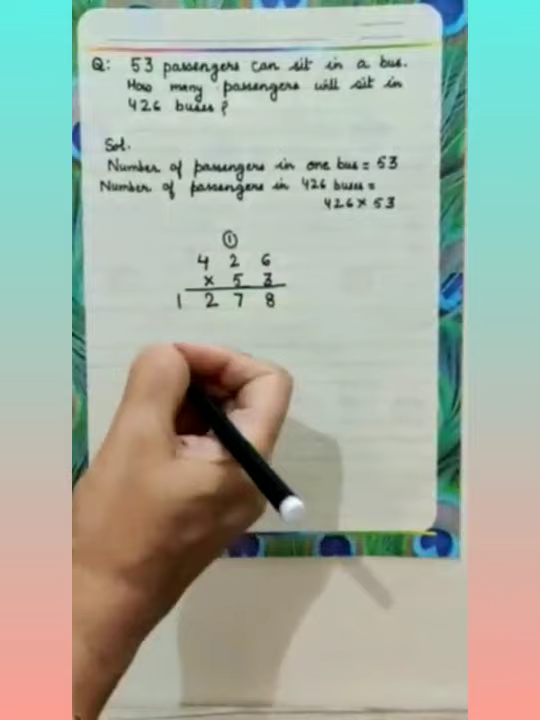 Q: 53 passengers can sit in a bus.
How many passengers will sit in
426 buses?
Sol.
Number of passengers in one bus = 53
Number of passengers in 426 buses =
426 × 53
1
4 2 6
× 5 3
1 2 7 8